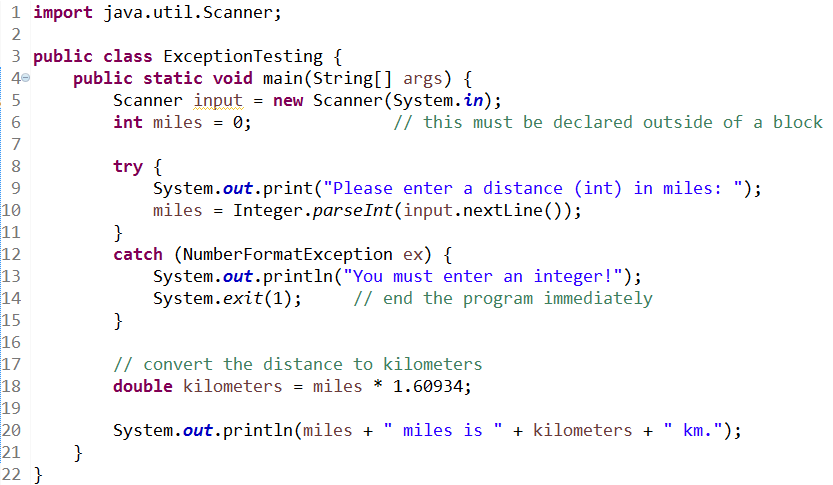 1 import java.util.Scanner;
2
3 public class ExceptionTesting {
4 public static void main(String[] args) {
5 Scanner input = new Scanner(System.in);
6 int miles = 0; // this must be declared outside of a block
7
8 try {
9 System.out.print("Please enter a distance (int) in miles: ");
10 miles = Integer.parseInt(input.nextLine());
11 }
12 catch (NumberFormatException ex) {
13 System.out.println("You must enter an integer!");
14 System.exit(1); // end the program immediately
15 }
16
17 // convert the distance to kilometers
18 double kilometers = miles * 1.60934;
19
20 System.out.println(miles + " miles is " + kilometers + " km.");
21 }
22 }